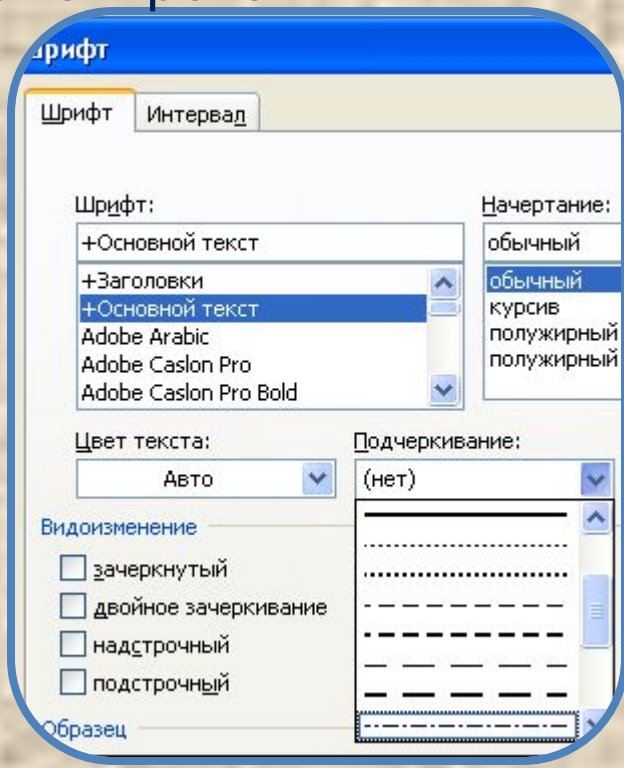 Шрифт
Шрифт Интервал
Шрифт: Начертание:
+Основной текст обычный
+Заголовки обычный
+Основной текст курсив
Adobe Arabic полужирный
Adobe Caslon Pro полужирный
Adobe Caslon Pro Bold
Цвет текста: Подчеркивание:
Авто (нет)
Видоизменение
зачеркнутый
двойное зачеркивание
надстрочный
подстрочный
Образец